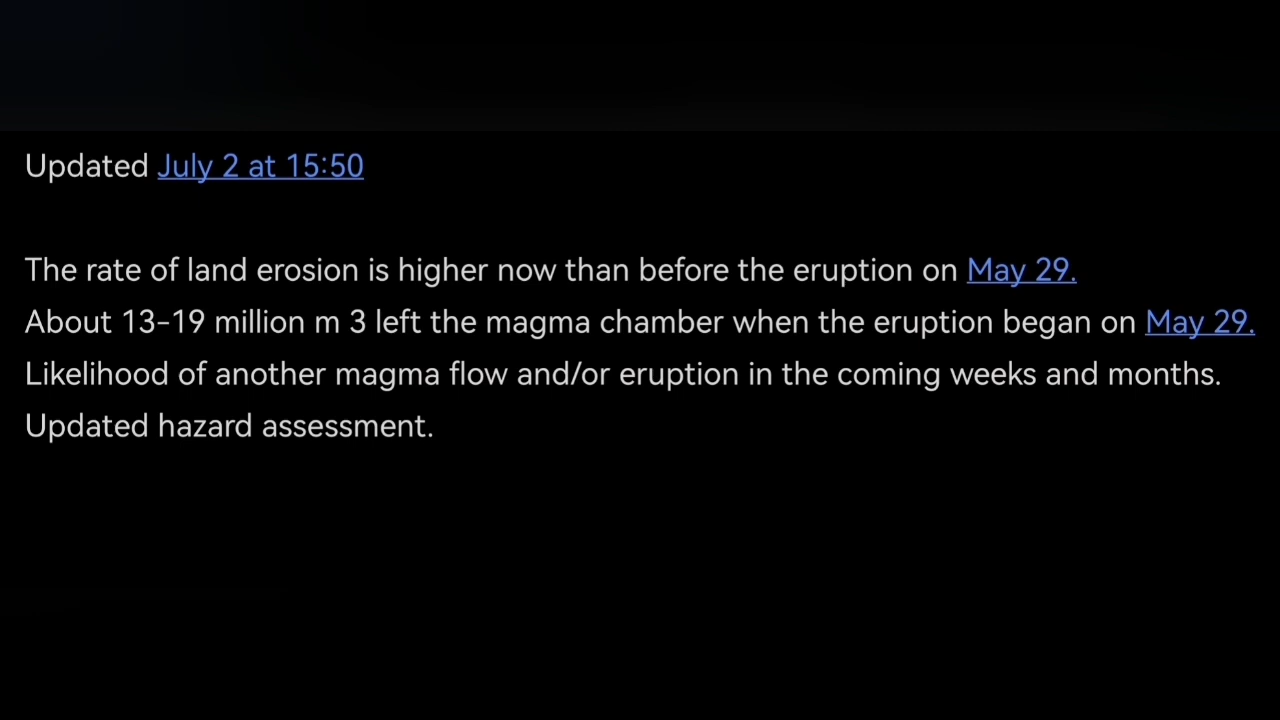 Updated July 2 at 15:50
The rate of land erosion is higher now than before the eruption on May 29.
About 13-19 million m 3 left the magma chamber when the eruption began on May 29.
Likelihood of another magma flow and/or eruption in the coming weeks and months.
Updated hazard assessment.